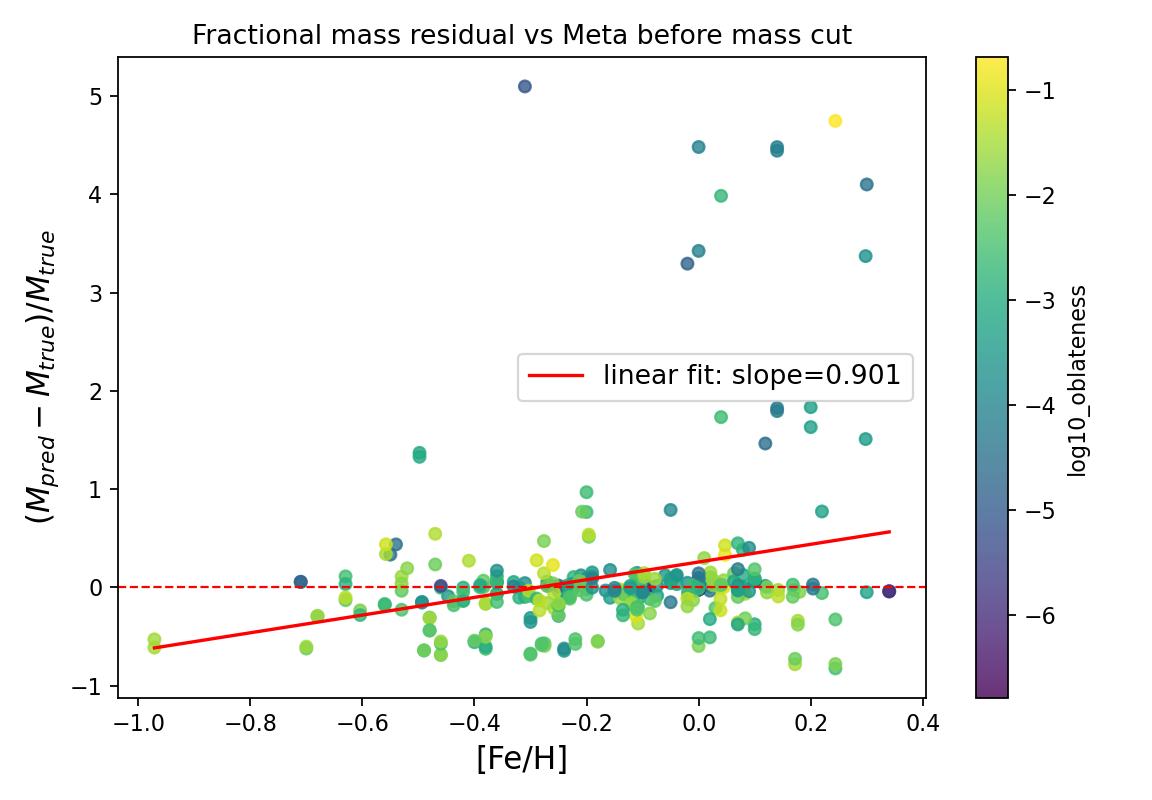 Fractional mass residual vs Meta before mass cut
(M_pred − M_true)/M_true
5
4
3
2
1
0
−1
linear fit: slope=0.901
−1.0 −0.8 −0.6 −0.4 −0.2 0.0 0.2 0.4
[Fe/H]
−1
−2
−3
−4
−5
−6
log10_oblateness